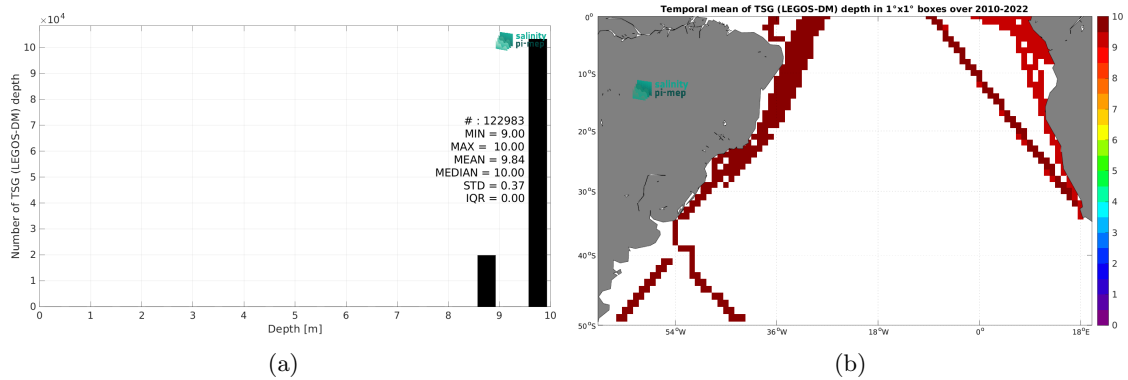 ×10⁴
10
9
8
7
6
5
4
3
2
1
0
Number of TSG (LEGOS-DM) depth
salinity
pi-mep
# : 122983
MIN = 9.00
MAX = 10.00
MEAN = 9.84
MEDIAN = 10.00
STD = 0.37
IQR = 0.00
0 1 2 3 4 5 6 7 8 9 10
Depth [m]
(a)
Temporal mean of TSG (LEGOS-DM) depth in 1°x1° boxes over 2010-2022
0°
10°S
20°S
30°S
40°S
50°S
salinity
pi-mep
54°W 36°W 18°W 0° 18°E
10
9
8
7
6
5
4
3
2
1
0
(b)